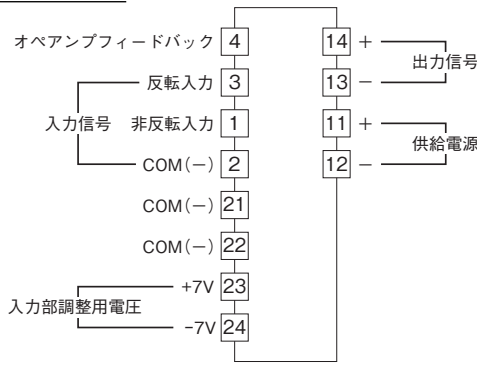 オペアンプフィードバック 4 14 +
出力信号
反転入力 3 13 −
入力信号 非反転入力 1 11 +
供給電源
COM(−) 2 12 −
COM(−) 21
COM(−) 22
+7V 23
入力部調整用電圧
−7V 24